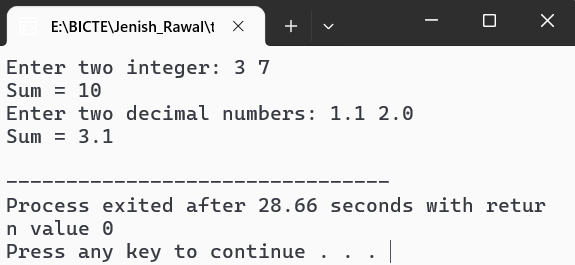 E:\BICTE\Jenish_Rawal\t
Enter two integer: 3 7
Sum = 10
Enter two decimal numbers: 1.1 2.0
Sum = 3.1
--------------------------------
Process exited after 28.66 seconds with retur
n value 0
Press any key to continue . . .